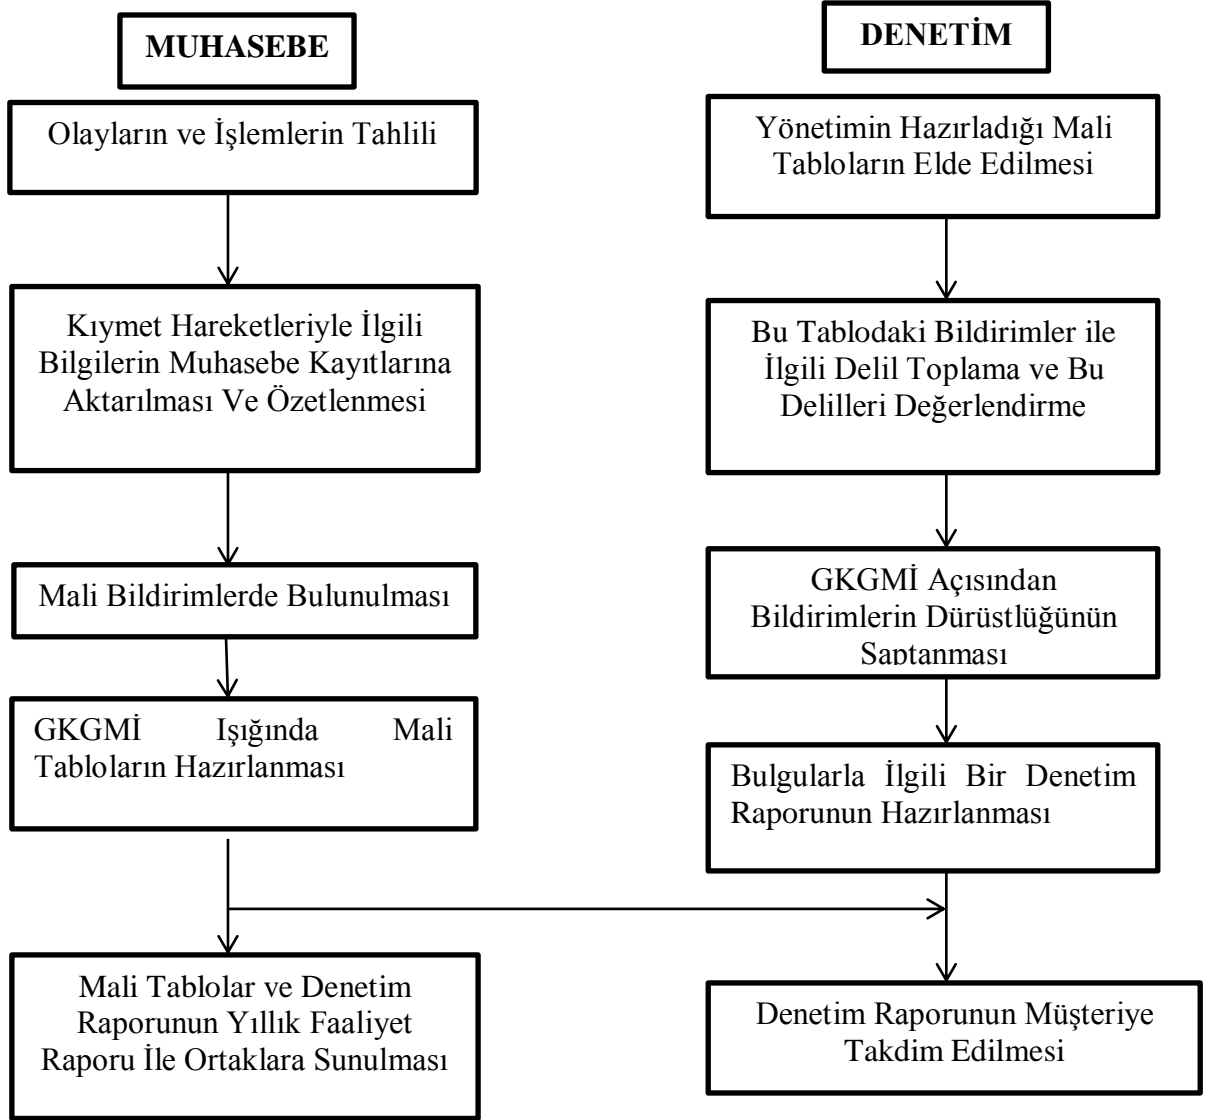 MUHASEBE
Olayların ve İşlemlerin Tahlili
Kıymet Hareketleriyle İlgili
Bilgilerin Muhasebe Kayıtlarına
Aktarılması Ve Özetlenmesi
Mali Bildirimlerde Bulunulması
GKGMİ Işığında Mali
Tabloların Hazırlanması
Mali Tablolar ve Denetim
Raporunun Yıllık Faaliyet
Raporu İle Ortaklara Sunulması
DENETİM
Yönetimin Hazırladığı Mali
Tabloların Elde Edilmesi
Bu Tablodaki Bildirimler ile
İlgili Delil Toplama ve Bu
Delilleri Değerlendirme
GKGMİ Açısından
Bildirimlerin Dürüstlüğünün
Saptanması
Bulgularla İlgili Bir Denetim
Raporunun Hazırlanması
Denetim Raporunun Müşteriye
Takdim Edilmesi